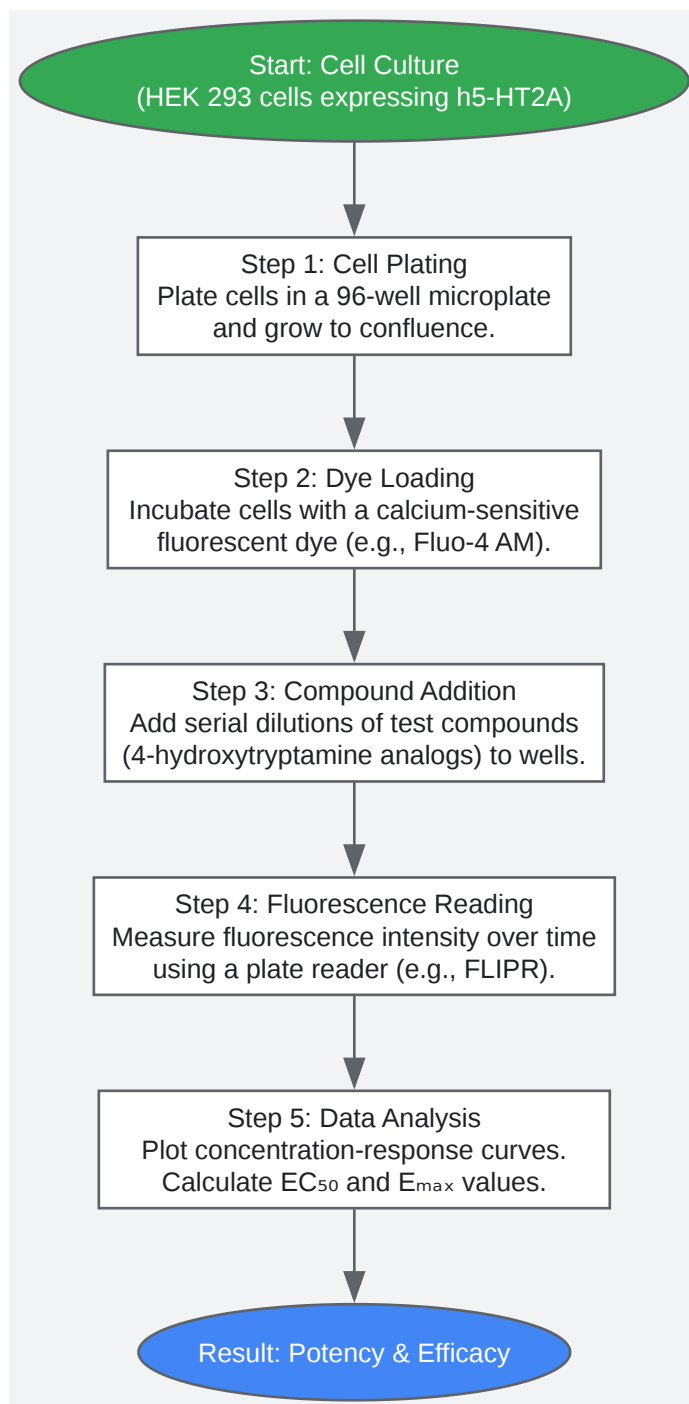 Start: Cell Culture
(HEK 293 cells expressing h5-HT2A)
Step 1: Cell Plating
Plate cells in a 96-well microplate
and grow to confluence.
Step 2: Dye Loading
Incubate cells with a calcium-sensitive
fluorescent dye (e.g., Fluo-4 AM).
Step 3: Compound Addition
Add serial dilutions of test compounds
(4-hydroxytryptamine analogs) to wells.
Step 4: Fluorescence Reading
Measure fluorescence intensity over time
using a plate reader (e.g., FLIPR).
Step 5: Data Analysis
Plot concentration-response curves.
Calculate EC₅₀ and Eₘₐₓ values.
Result: Potency & Efficacy